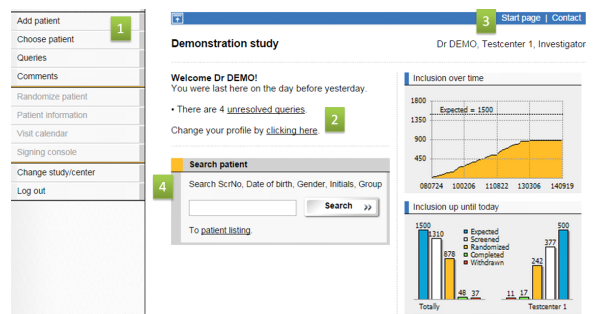 Add patient
Choose patient
Queries
Comments
Randomize patient
Patient information
Visit calendar
Signing console
Change study/center
Log out
1
3
Start page | Contact
Demonstration study
Dr DEMO, Testcenter 1, Investigator
Welcome Dr DEMO!
You were last here on the day before yesterday.
• There are 4 unresolved queries.
2
Change your profile by clicking here.
4
Search patient
Search ScrNo, Date of birth, Gender, Initials, Group
Search »
To patient listing.
Inclusion over time
1800
Expected = 1500
1350
900
450
080724 100206 110822 130306 140919
Inclusion up until today
1500
1310
878
48
37
Expected
Screened
Randomized
Completed
Withdrawn
11
17
242
377
500
Totally
Testcenter 1